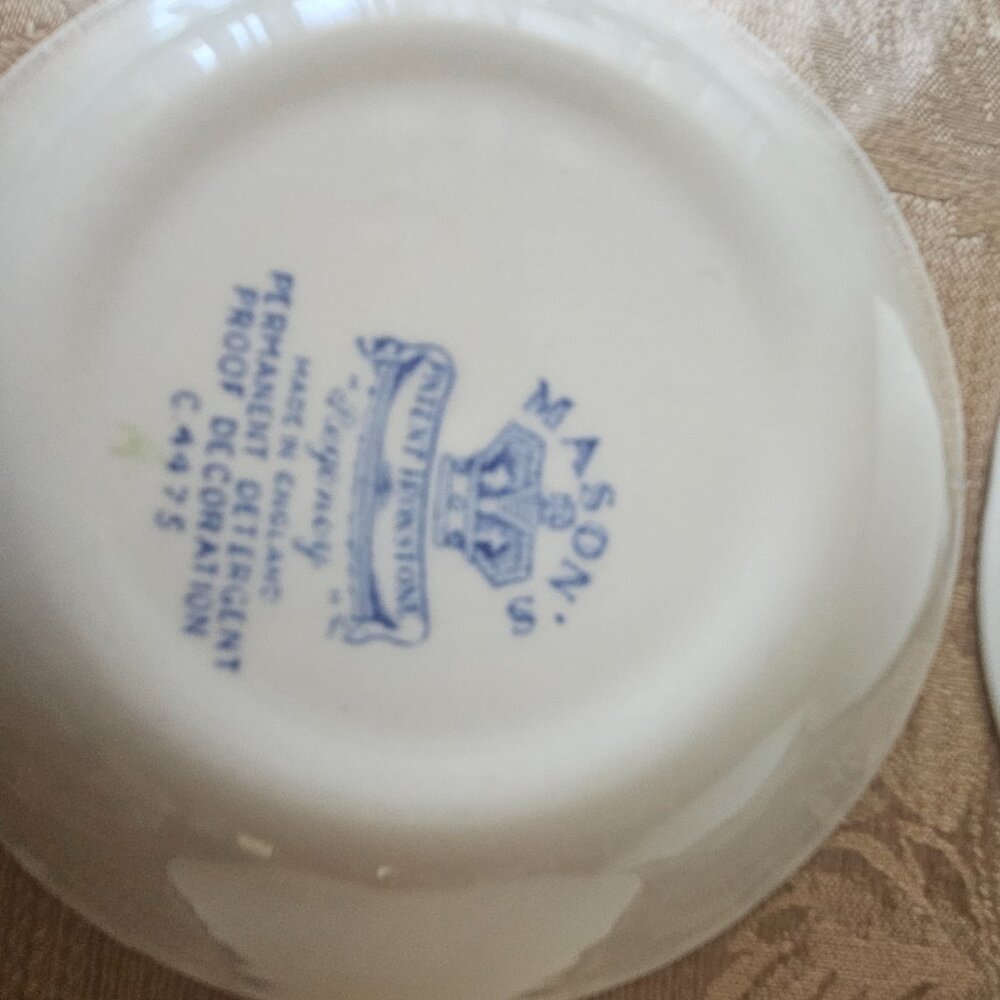 MASON'S
PATENT IRONSTONE
"Regency"
MADE IN ENGLAND
PERMANENT DETERGENT
PROOF DECORATION
C 4475